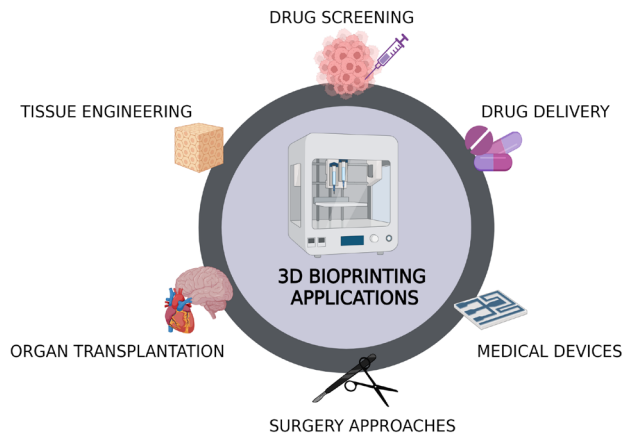 DRUG SCREENING
TISSUE ENGINEERING
DRUG DELIVERY
3D BIOPRINTING
APPLICATIONS
ORGAN TRANSPLANTATION
MEDICAL DEVICES
SURGERY APPROACHES